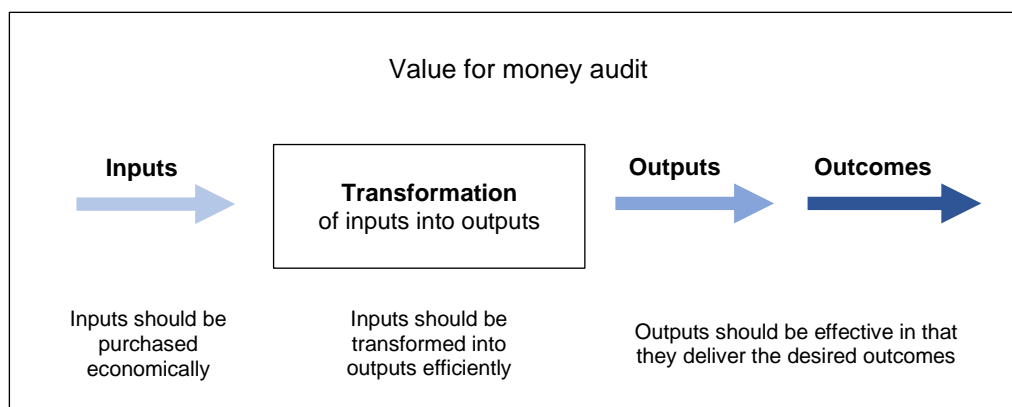 Value for money audit
Inputs
Transformation
of inputs into outputs
Outputs
Outcomes
Inputs should be
purchased
economically
Inputs should be
transformed into
outputs efficiently
Outputs should be effective in that
they deliver the desired outcomes